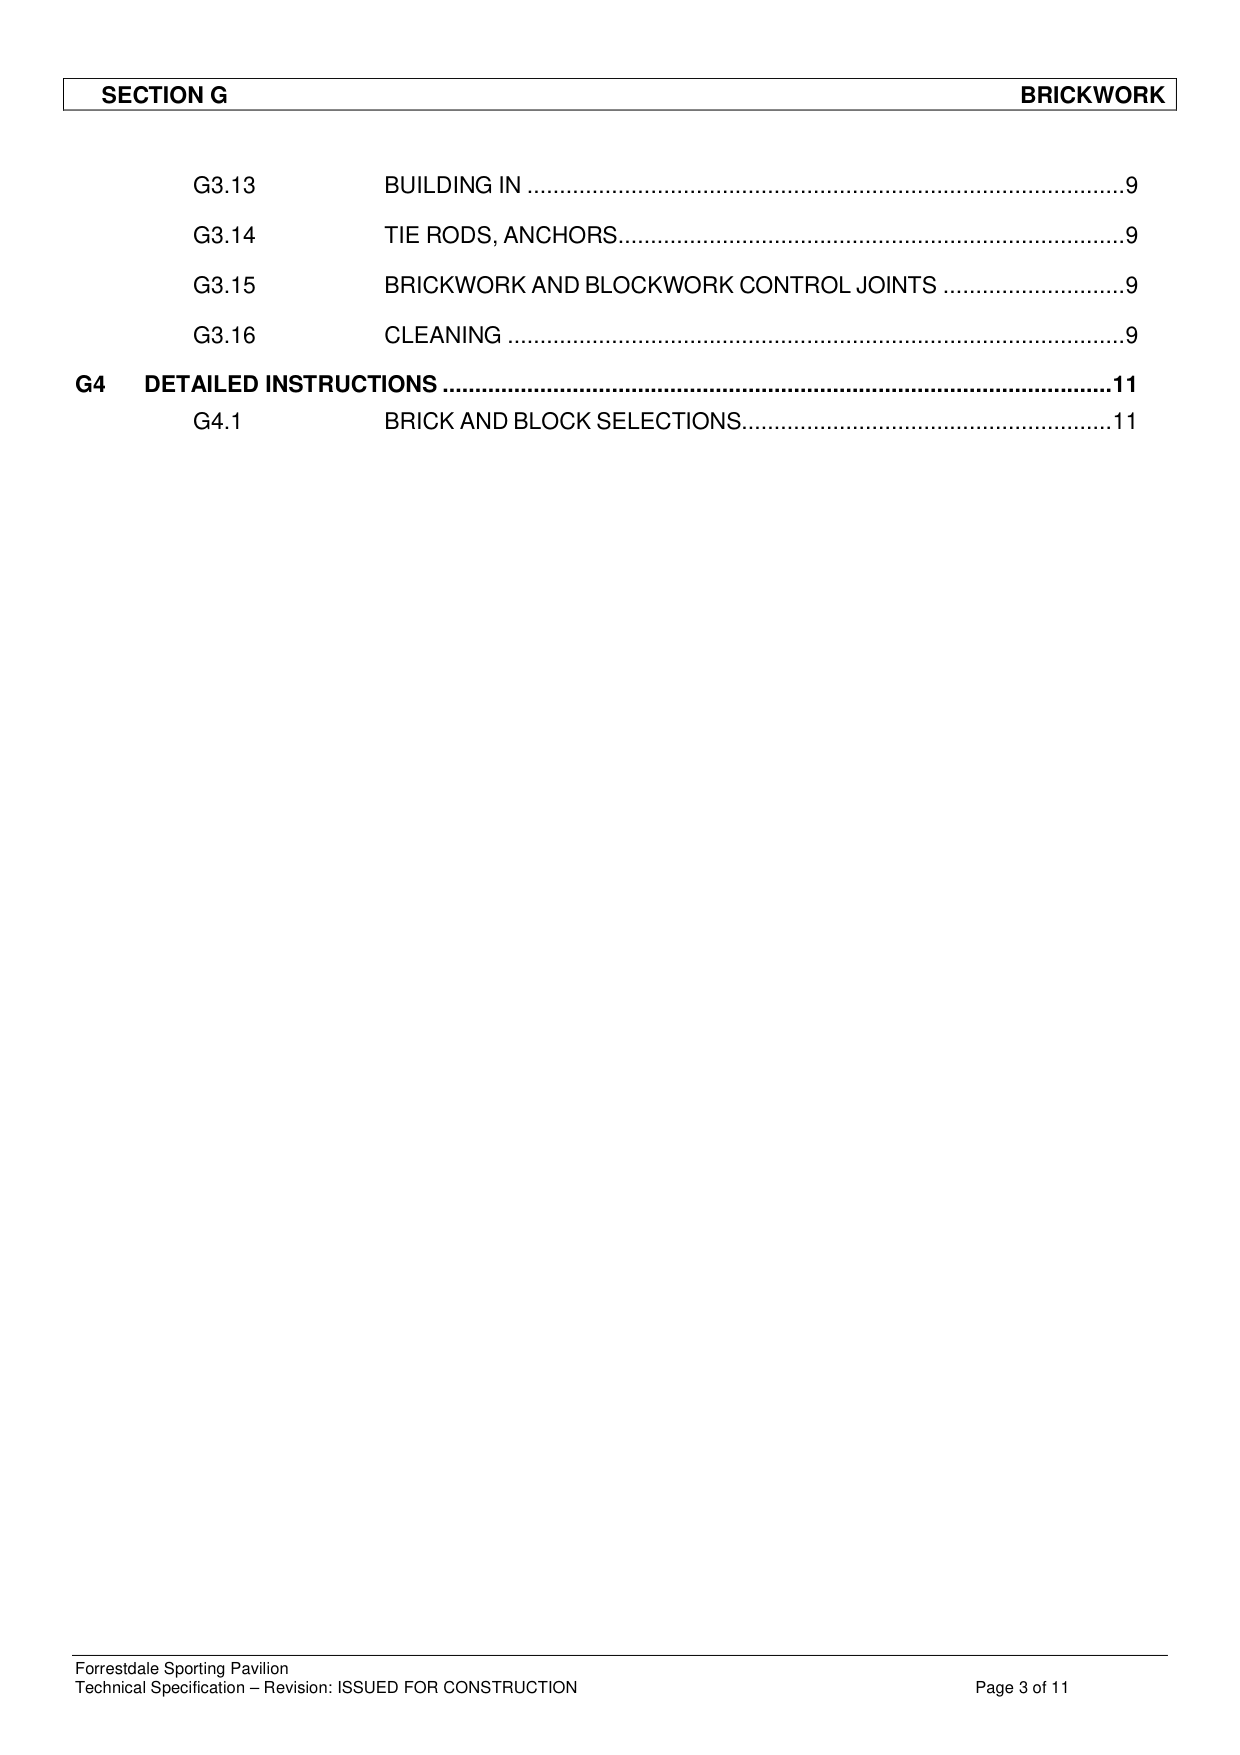 SECTION G BRICKWORK
G3.13 BUILDING IN ............................................................................................9
G3.14 TIE RODS, ANCHORS..............................................................................9
G3.15 BRICKWORK AND BLOCKWORK CONTROL JOINTS ............................9
G3.16 CLEANING ...............................................................................................9
G4 DETAILED INSTRUCTIONS .......................................................................................................11
G4.1 BRICK AND BLOCK SELECTIONS.........................................................11
Forrestdale Sporting Pavilion
Technical Specification – Revision: ISSUED FOR CONSTRUCTION Page 3 of 11